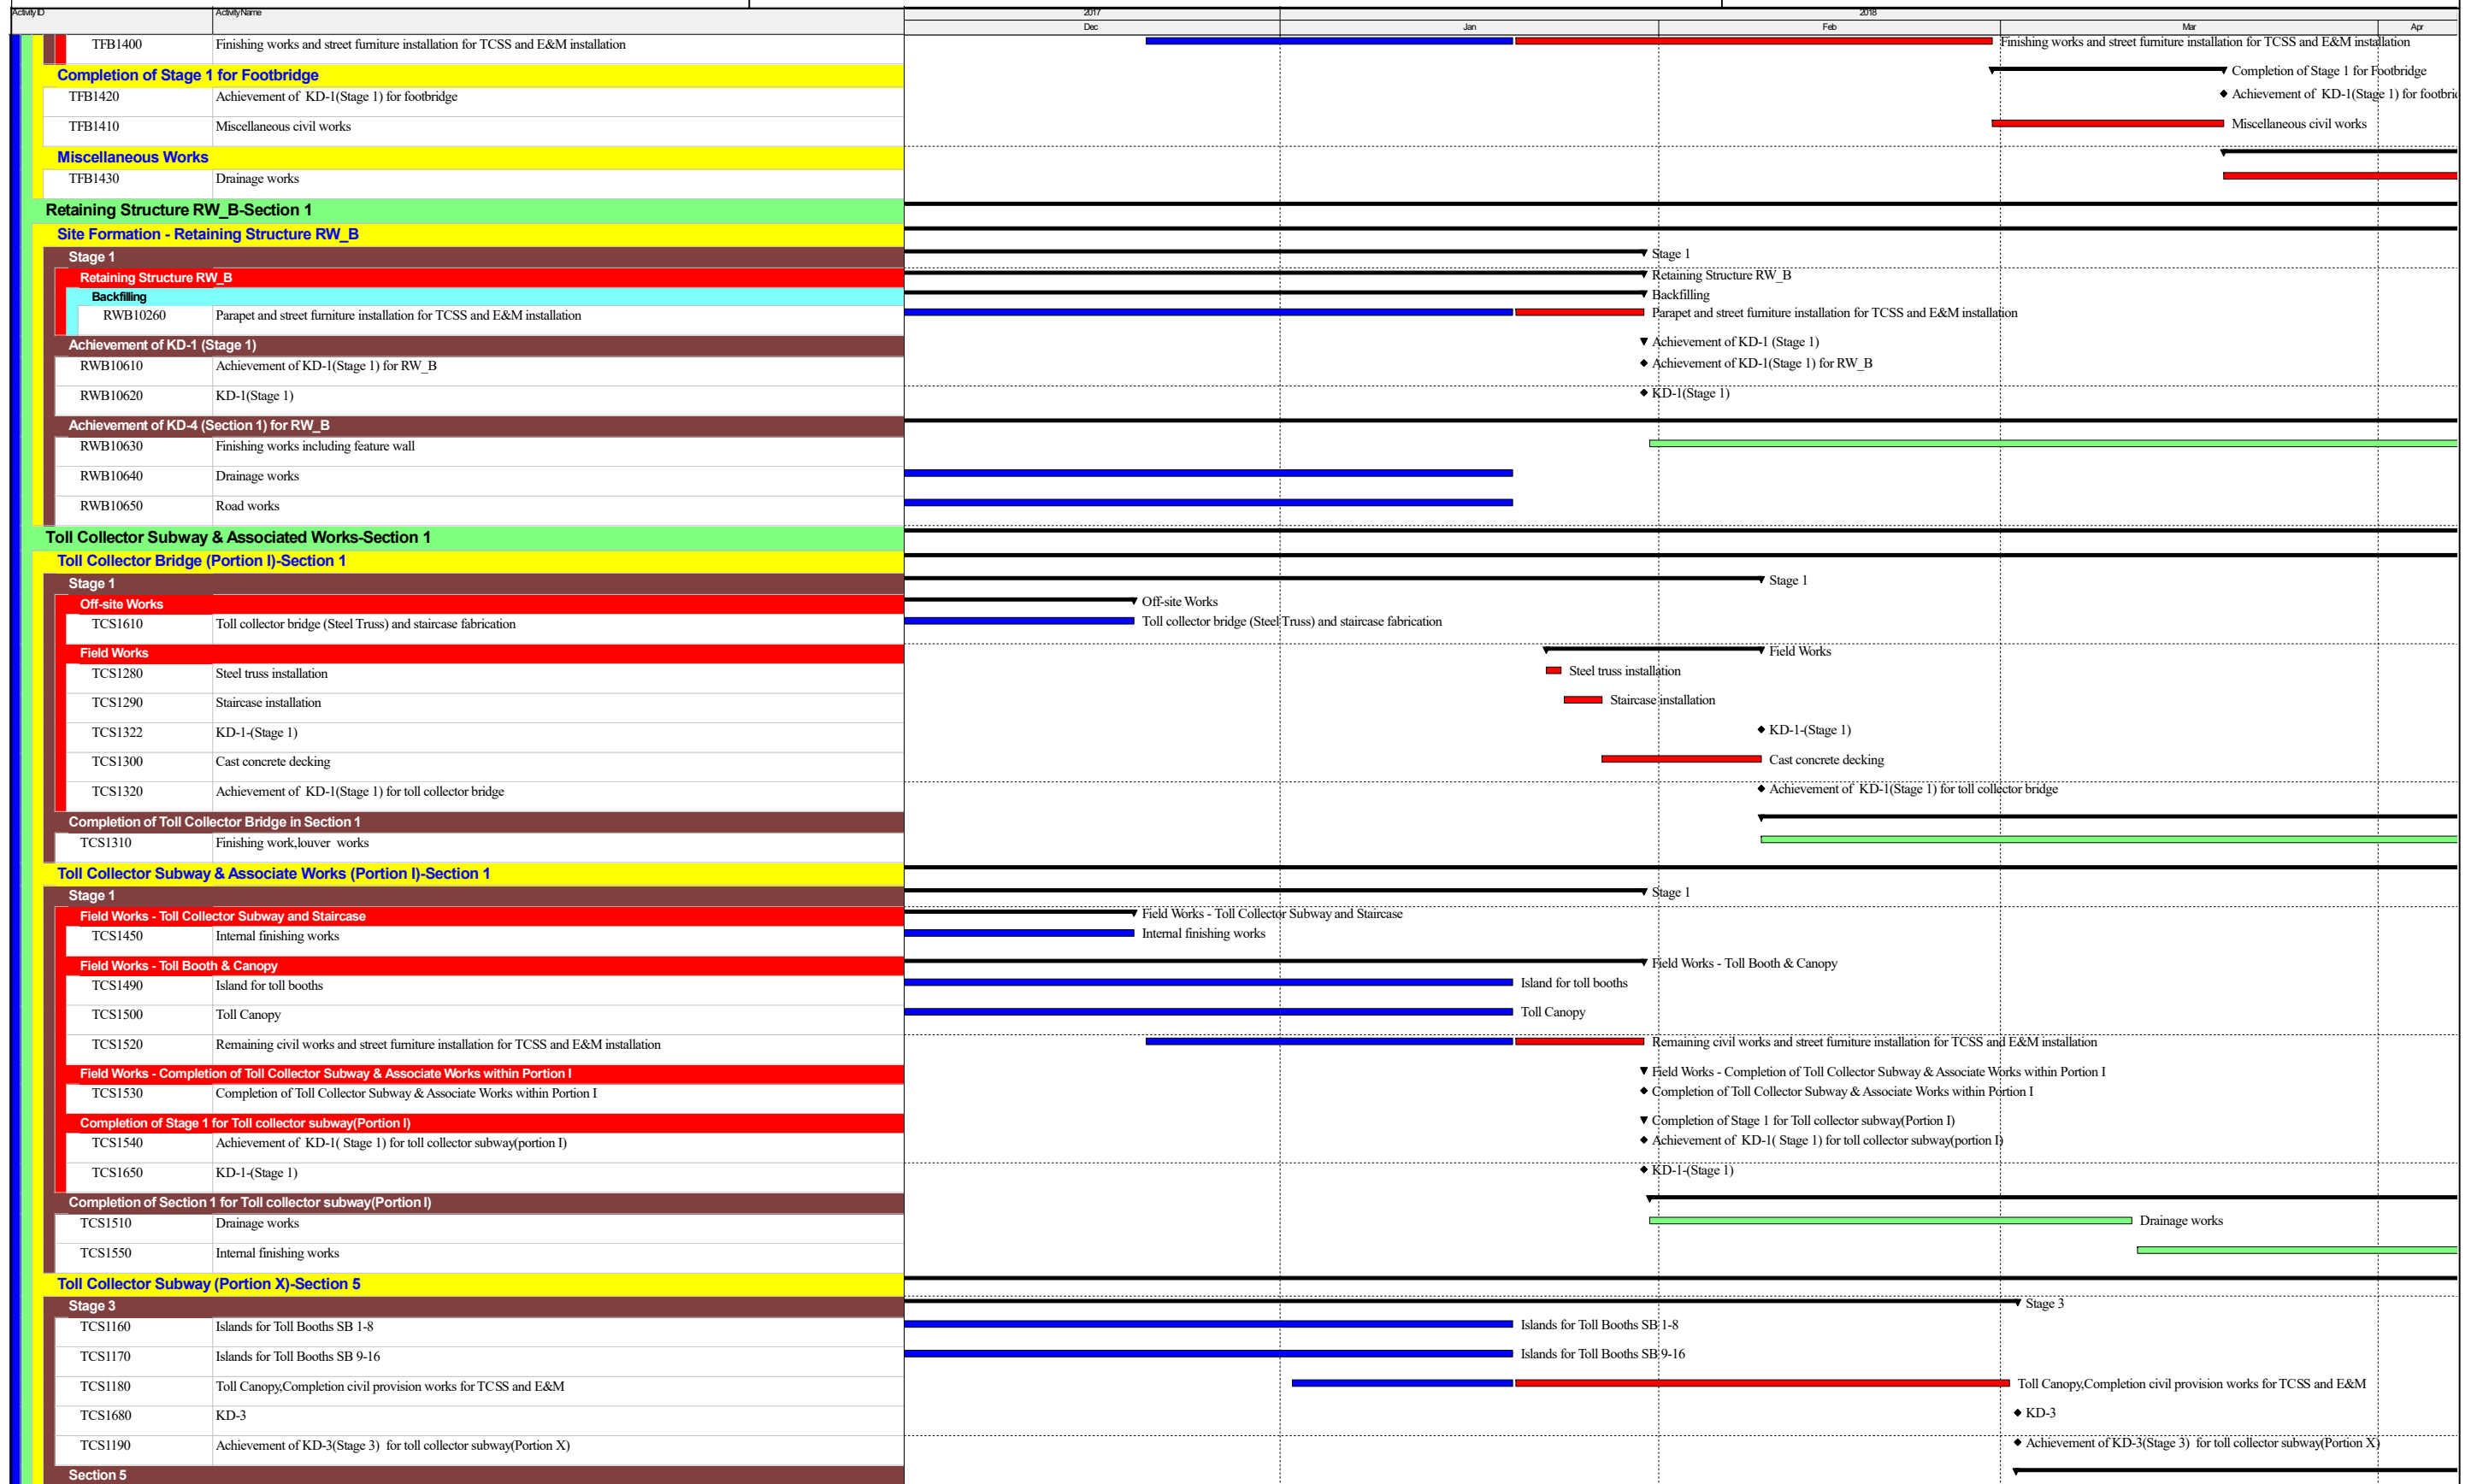 Activity ID Activity Name 2017 2018
Dec Jan Feb Mar Apr
TFB1400 Finishing works and street furniture installation for TCSS and E&M installation Finishing works and street furniture installation for TCSS and E&M installation
Completion of Stage 1 for Footbridge Completion of Stage 1 for Footbridge
TFB1420 Achievement of KD-1(Stage 1) for footbridge Achievement of KD-1(Stage 1) for footbri
TFB1410 Miscellaneous civil works Miscellaneous civil works
Miscellaneous Works
TFB1430 Drainage works
Retaining Structure RW_B-Section 1
Site Formation - Retaining Structure RW_B
Stage 1 Stage 1
Retaining Structure RW_B Retaining Structure RW_B
Backfilling Backfilling
RWB10260 Parapet and street furniture installation for TCSS and E&M installation Parapet and street furniture installation for TCSS and E&M installation
Achievement of KD-1 (Stage 1) Achievement of KD-1 (Stage 1)
RWB10610 Achievement of KD-1(Stage 1) for RW_B Achievement of KD-1(Stage 1) for RW_B
RWB10620 KD-1(Stage 1) KD-1(Stage 1)
Achievement of KD-4 (Section 1) for RW_B
RWB10630 Finishing works including feature wall
RWB10640 Drainage works
RWB10650 Road works
Toll Collector Subway & Associated Works-Section 1
Toll Collector Bridge (Portion I)-Section 1
Stage 1 Stage 1
Off-site Works Off-site Works
TCS1610 Toll collector bridge (Steel Truss) and staircase fabrication Toll collector bridge (Steel Truss) and staircase fabrication
Field Works Field Works
TCS1280 Steel truss installation Steel truss installation
TCS1290 Staircase installation Staircase installation
TCS1322 KD-1-(Stage 1) KD-1-(Stage 1)
TCS1300 Cast concrete decking Cast concrete decking
TCS1320 Achievement of KD-1(Stage 1) for toll collector bridge Achievement of KD-1(Stage 1) for toll collector bridge
Completion of Toll Collector Bridge in Section 1
TCS1310 Finishing work,louver works
Toll Collector Subway & Associate Works (Portion I)-Section 1
Stage 1 Stage 1
Field Works - Toll Collector Subway and Staircase Field Works - Toll Collector Subway and Staircase
TCS1450 Internal finishing works Internal finishing works
Field Works - Toll Booth & Canopy Field Works - Toll Booth & Canopy
TCS1490 Island for toll booths Island for toll booths
TCS1500 Toll Canopy Toll Canopy
TCS1520 Remaining civil works and street furniture installation for TCSS and E&M installation Remaining civil works and street furniture installation for TCSS and E&M installation
Field Works - Completion of Toll Collector Subway & Associate Works within Portion I Field Works - Completion of Toll Collector Subway & Associate Works within Portion I
TCS1530 Completion of Toll Collector Subway & Associate Works within Portion I Completion of Toll Collector Subway & Associate Works within Portion I
Completion of Stage 1 for Toll collector subway(Portion I) Completion of Stage 1 for Toll collector subway(Portion I)
TCS1540 Achievement of KD-1( Stage 1) for toll collector subway(portion I) Achievement of KD-1( Stage 1) for toll collector subway(portion I)
TCS1650 KD-1-(Stage 1) KD-1-(Stage 1)
Completion of Section 1 for Toll collector subway(Portion I)
TCS1510 Drainage works Drainage works
TCS1550 Internal finishing works
Toll Collector Subway (Portion X)-Section 5
Stage 3 Stage 3
TCS1160 Islands for Toll Booths SB 1-8 Islands for Toll Booths SB 1-8
TCS1170 Islands for Toll Booths SB 9-16 Islands for Toll Booths SB 9-16
TCS1180 Toll Canopy,Completion civil provision works for TCSS and E&M Toll Canopy,Completion civil provision works for TCSS and E&M
TCS1680 KD-3 KD-3
TCS1190 Achievement of KD-3(Stage 3) for toll collector subway(Portion X) Achievement of KD-3(Stage 3) for toll collector subway(Portion X)
Section 5